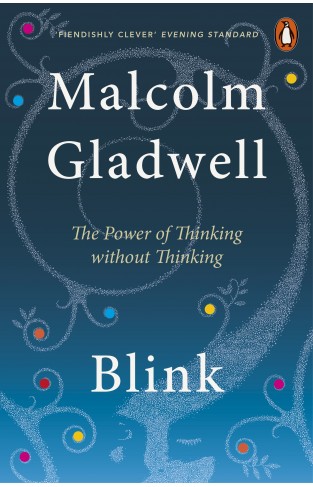 ‘FIENDISHLY CLEVER’ EVENING STANDARD
Malcolm
Gladwell
The Power of Thinking
without Thinking
Blink